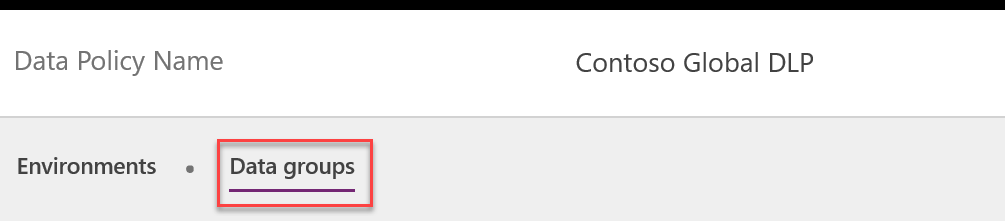 Data Policy Name Contoso Global DLP
Environments • Data groups